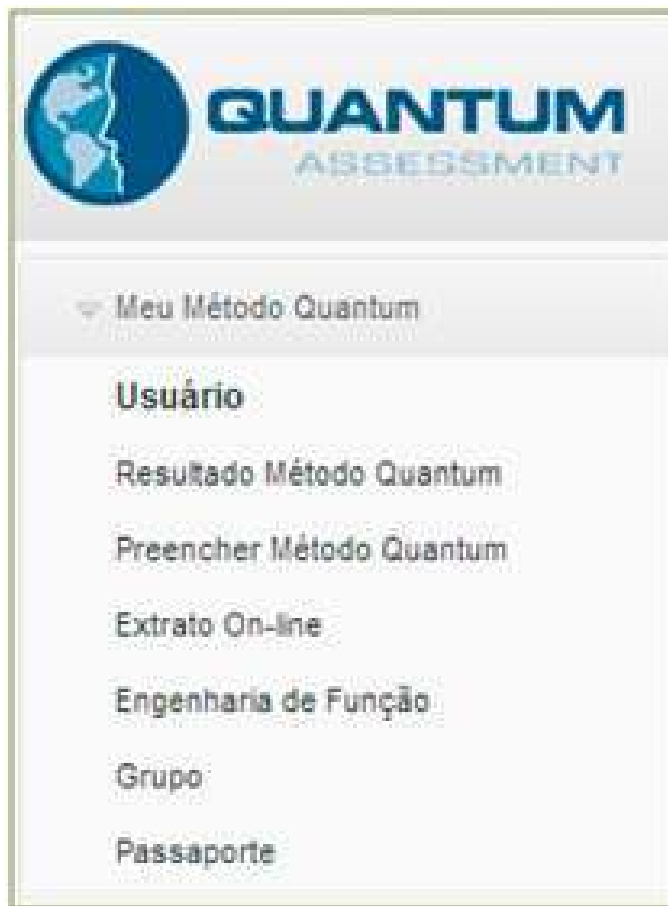 QUANTUM
ASSESSMENT
Meu Método Quantum
Usuário
Resultado Método Quantum
Preencher Método Quantum
Extrato On-line
Engenharia de Função
Grupo
Passaporte